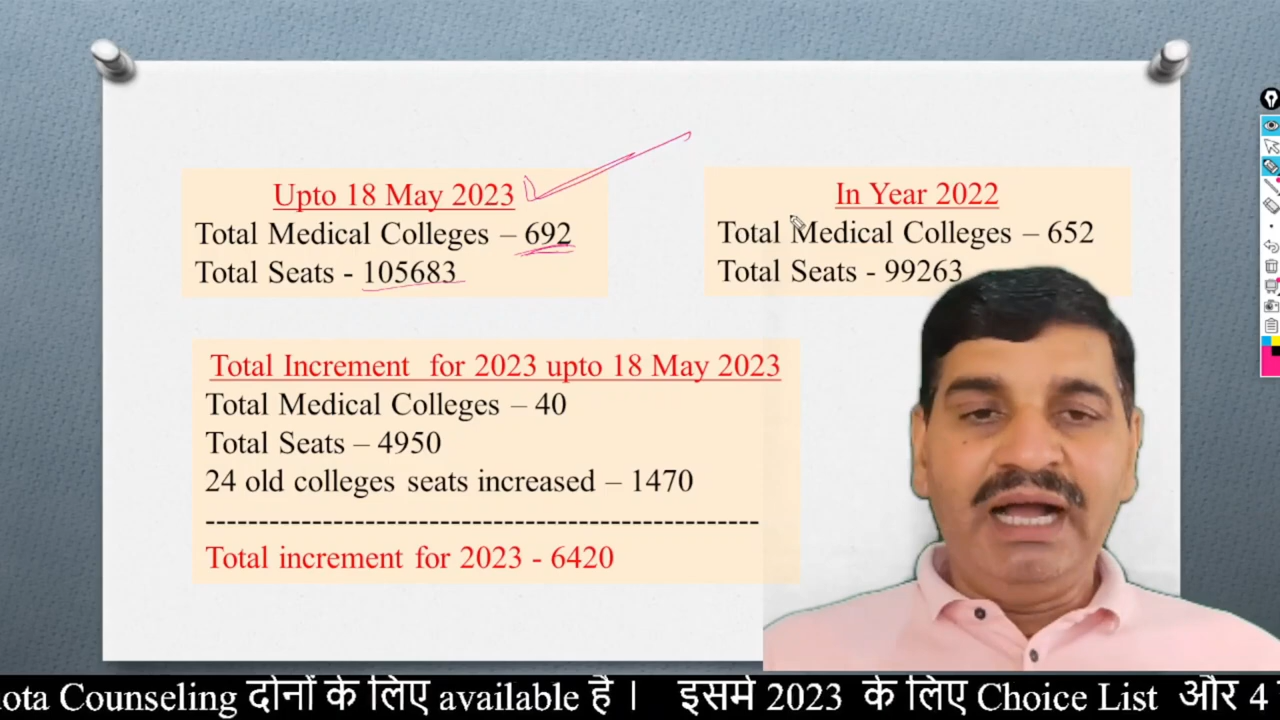 Upto 18 May 2023
Total Medical Colleges – 692
Total Seats - 105683
In Year 2022
Total Medical Colleges – 652
Total Seats - 99263
Total Increment for 2023 upto 18 May 2023
Total Medical Colleges – 40
Total Seats – 4950
24 old colleges seats increased – 1470
-----------------------------------------------------
Total increment for 2023 - 6420
Counseling दोनों के लिए available है । इसमें 2023 के लिए Choice List और 4